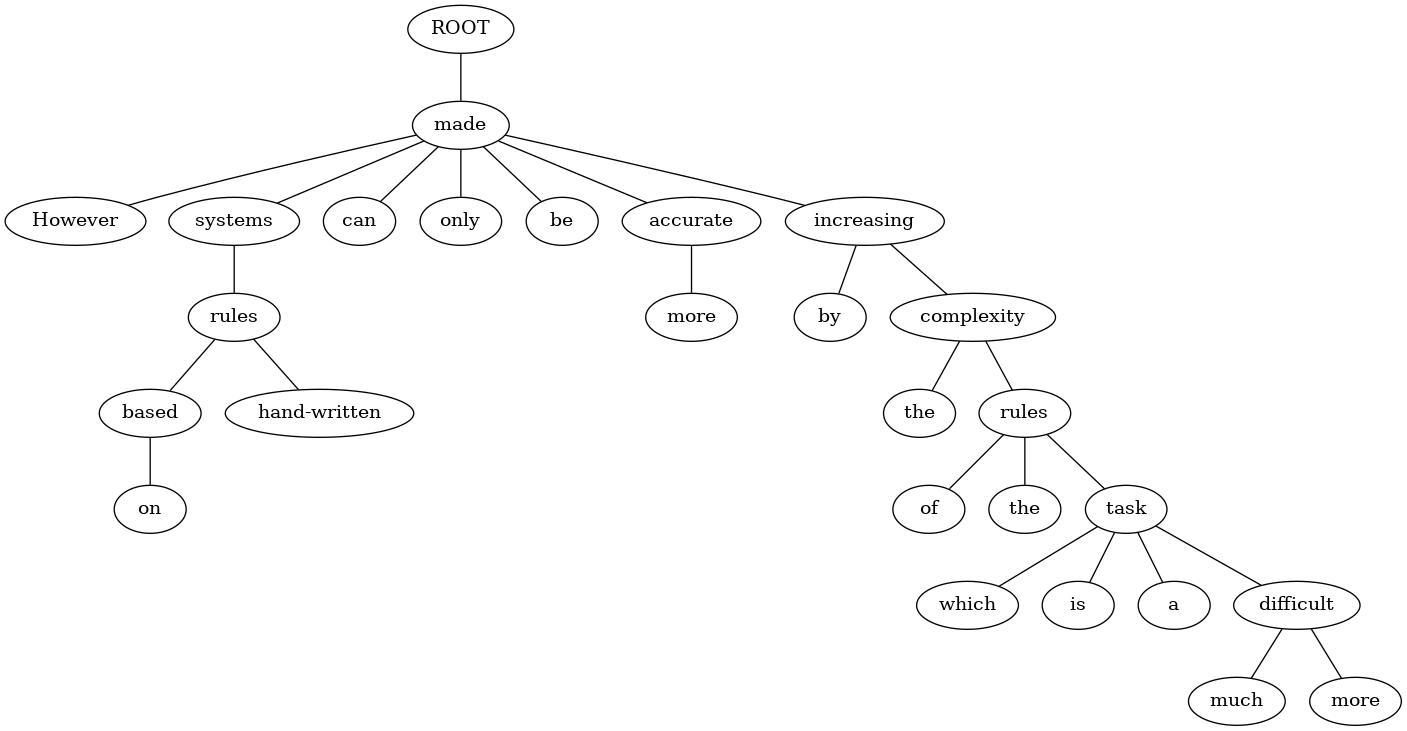 ROOT
made
However systems can only be accurate increasing
rules more by complexity
based hand-written the rules
on of the task
which is a difficult
much more